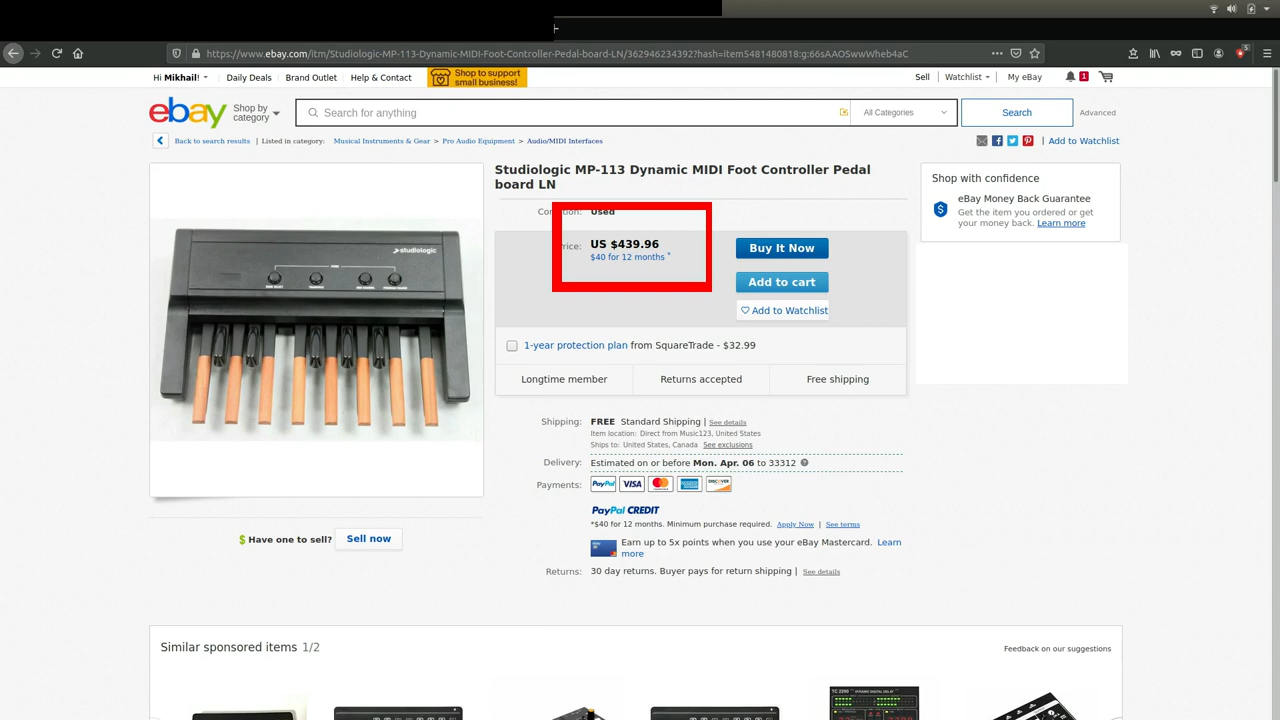 https://www.ebay.com/itm/Studiologic-MP-113-Dynamic-MIDI-Foot-Controller-Pedal-board-LN/362946234392?hash=item5481480818:g:66sAAOSwwWheb4aC
5
Hi Mikhail!
Daily Deals
Brand Outlet
Help & Contact
Shop to support small business!
Sell
Watchlist
My eBay
1
ebay
Shop by category
Search for anything
All Categories
Search
Advanced
Back to search results | Listed in category: Musical Instruments & Gear > Pro Audio Equipment > Audio/MIDI Interfaces
| Add to Watchlist
studiologic
Studiologic MP-113 Dynamic MIDI Foot Controller Pedal
board LN
Used
US $439.96
$40 for 12 months *
Buy It Now
Add to cart
Add to Watchlist
1-year protection plan from SquareTrade - $32.99
Longtime member
Returns accepted
Free shipping
Shipping: FREE Standard Shipping | See details
Item location: Direct from Music123, United States
Ships to: United States, Canada See exclusions
Delivery: Estimated on or before Mon. Apr. 06 to 33312
Payments: PayPal VISA
DISCOVER
PayPal CREDIT
*$40 for 12 months. Minimum purchase required. Apply Now | See terms
Earn up to 5x points when you use your eBay Mastercard. Learn
more
Returns: 30 day returns. Buyer pays for return shipping | See details
Shop with confidence
eBay Money Back Guarantee
Get the item you ordered or get
your money back. Learn more
Have one to sell? Sell now
Similar sponsored items 1/2
Feedback on our suggestions
TC 2290